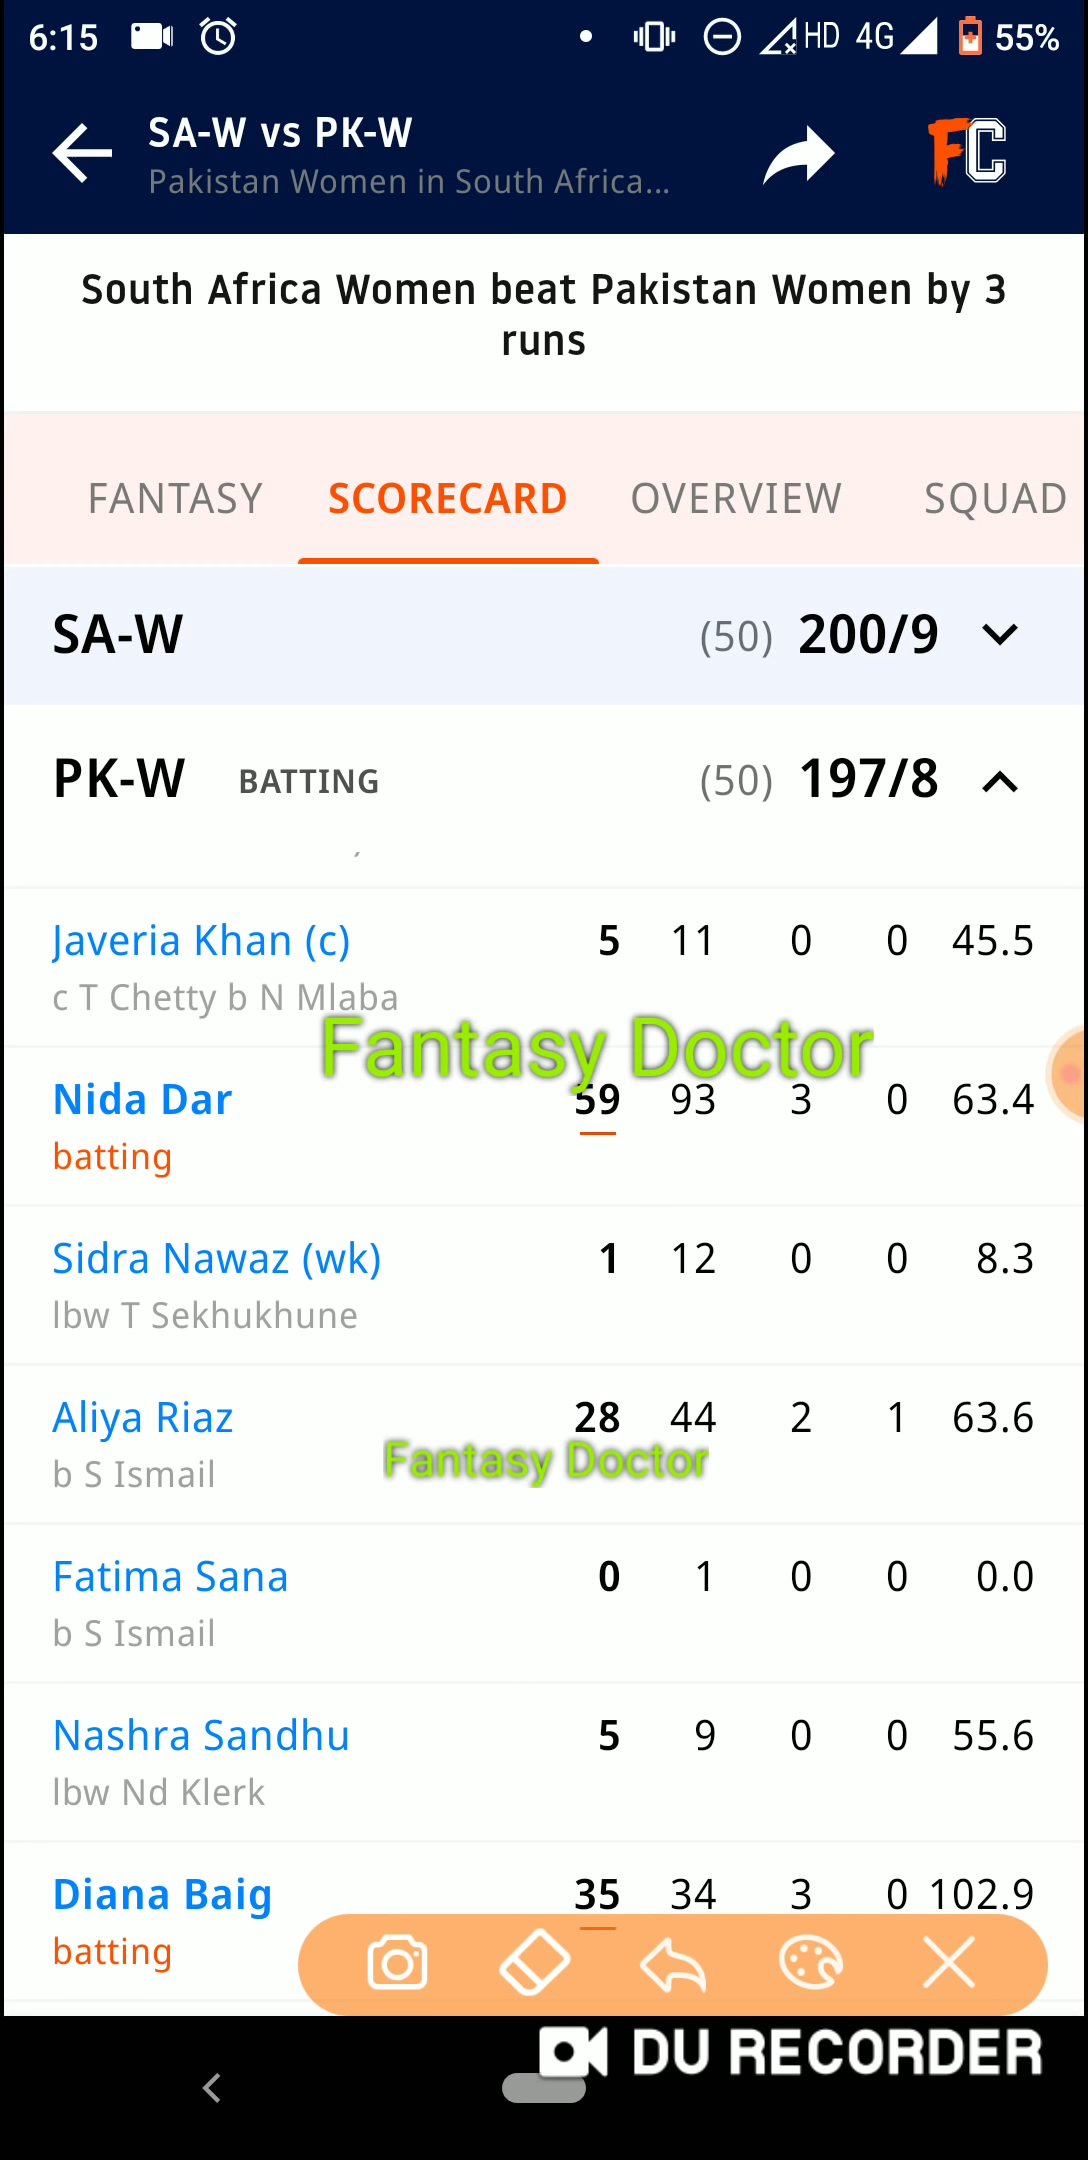 6:15 HD 4G 55%
SA-W vs PK-W
Pakistan Women in South Africa...
FC
South Africa Women beat Pakistan Women by 3
runs
FANTASY SCORECARD OVERVIEW SQUAD
SA-W (50) 200/9
PK-W BATTING (50) 197/8
Javeria Khan (c) 5 11 0 0 45.5
c T Chetty b N Mlaba
Fantasy Doctor
Nida Dar 59 93 3 0 63.4
batting
Sidra Nawaz (wk) 1 12 0 0 8.3
lbw T Sekhukhune
Aliya Riaz 28 44 2 1 63.6
Fantasy Doctor
b S Ismail
Fatima Sana 0 1 0 0 0.0
b S Ismail
Nashra Sandhu 5 9 0 0 55.6
lbw Nd Klerk
Diana Baig 35 34 3 0 102.9
batting
DU RECORDER